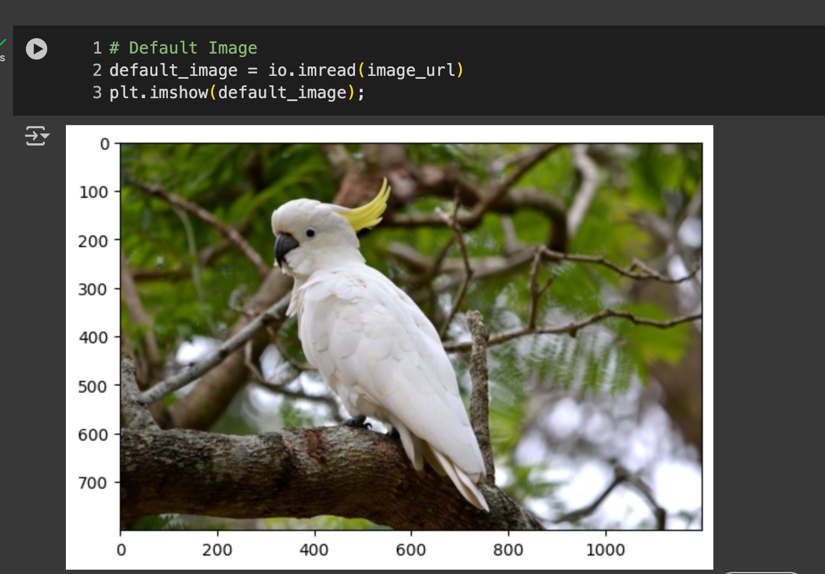 s
1 # Default Image
2 default_image = io.imread(image_url)
3 plt.imshow(default_image);
0
100
200
300
400
500
600
700
0 200 400 600 800 1000